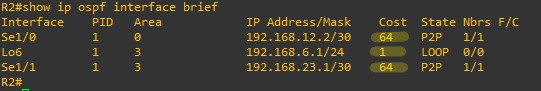 R2#show ip ospf interface brief
Interface    PID   Area            IP Address/Mask    Cost  State Nbrs F/C
Se1/0        1     0               192.168.12.2/30    64    P2P   1/1
Lo6          1     3               192.168.6.1/24     1     LOOP  0/0
Se1/1        1     3               192.168.23.1/30    64    P2P   1/1
R2#